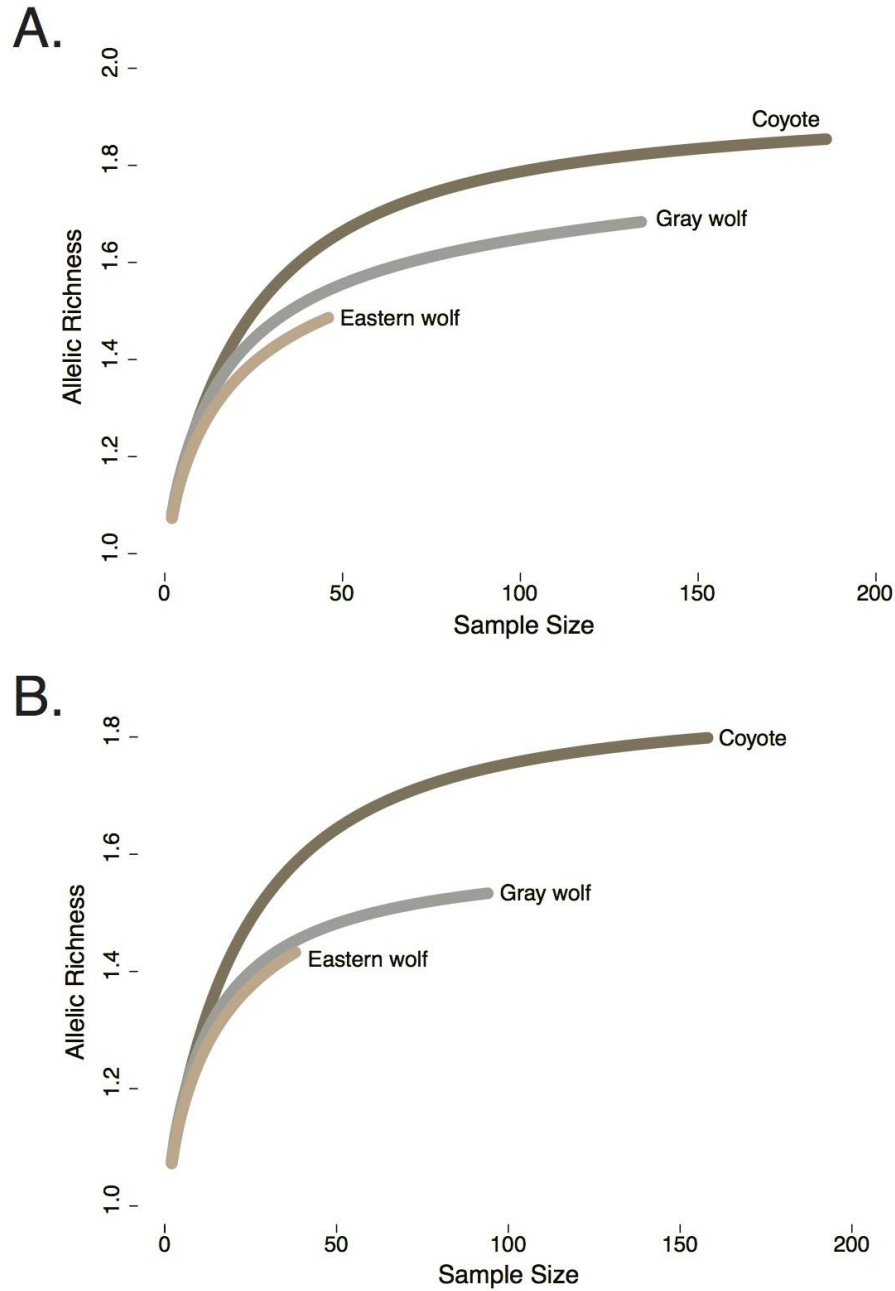 A.
2.0
Coyote
1.8
Gray wolf
1.6
Allelic Richness
Eastern wolf
1.4
1.2
1.0
0 50 100 150 200
Sample Size
B.
1.8
Coyote
1.6
Gray wolf
Allelic Richness
Eastern wolf
1.4
1.2
1.0
0 50 100 150 200
Sample Size